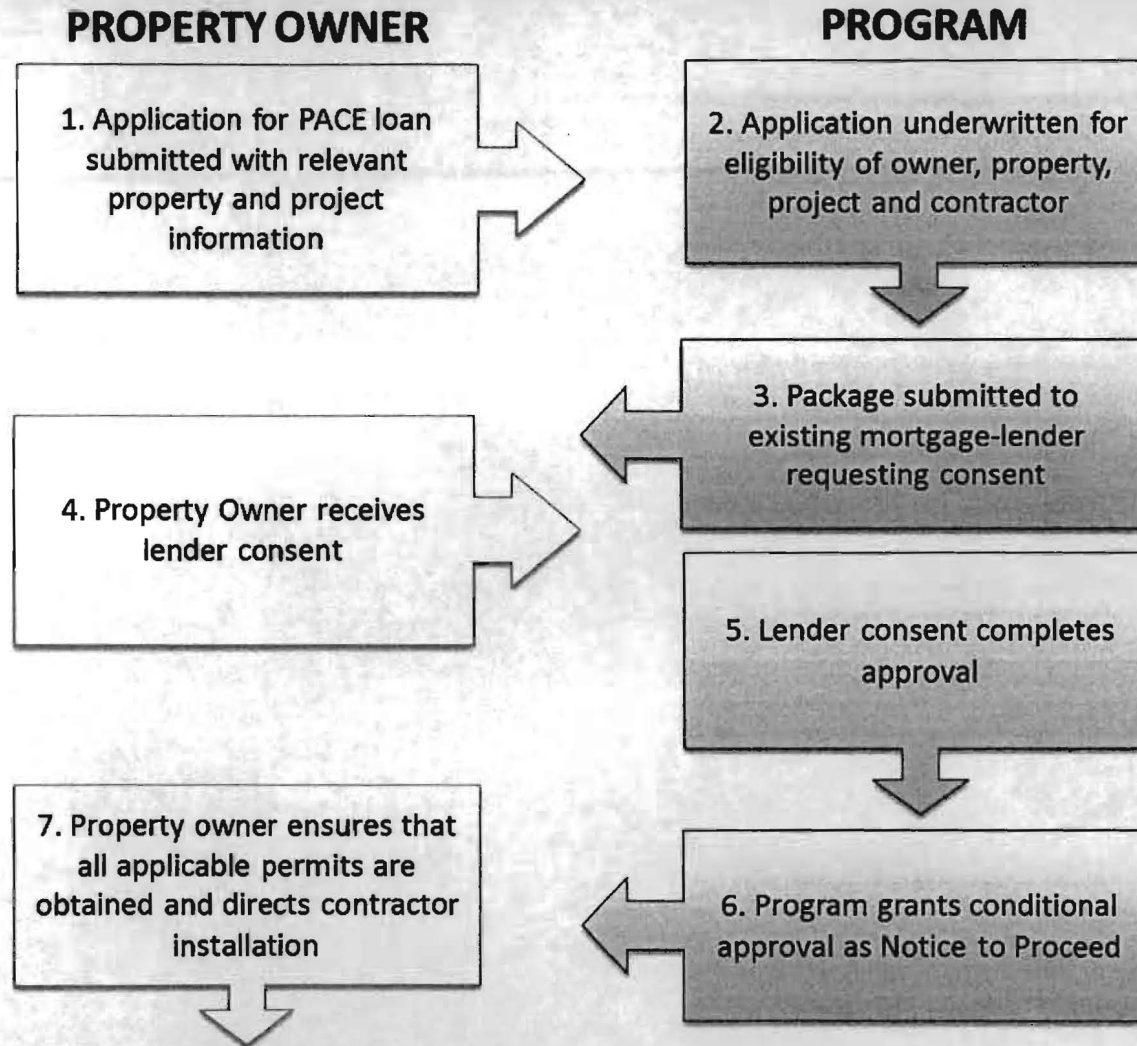 PROPERTY OWNER
PROGRAM
1. Application for PACE loan
submitted with relevant
property and project
information
2. Application underwritten for
eligibility of owner, property,
project and contractor
3. Package submitted to
existing mortgage-lender
requesting consent
4. Property Owner receives
lender consent
5. Lender consent completes
approval
6. Program grants conditional
approval as Notice to Proceed
7. Property owner ensures that
all applicable permits are
obtained and directs contractor
installation